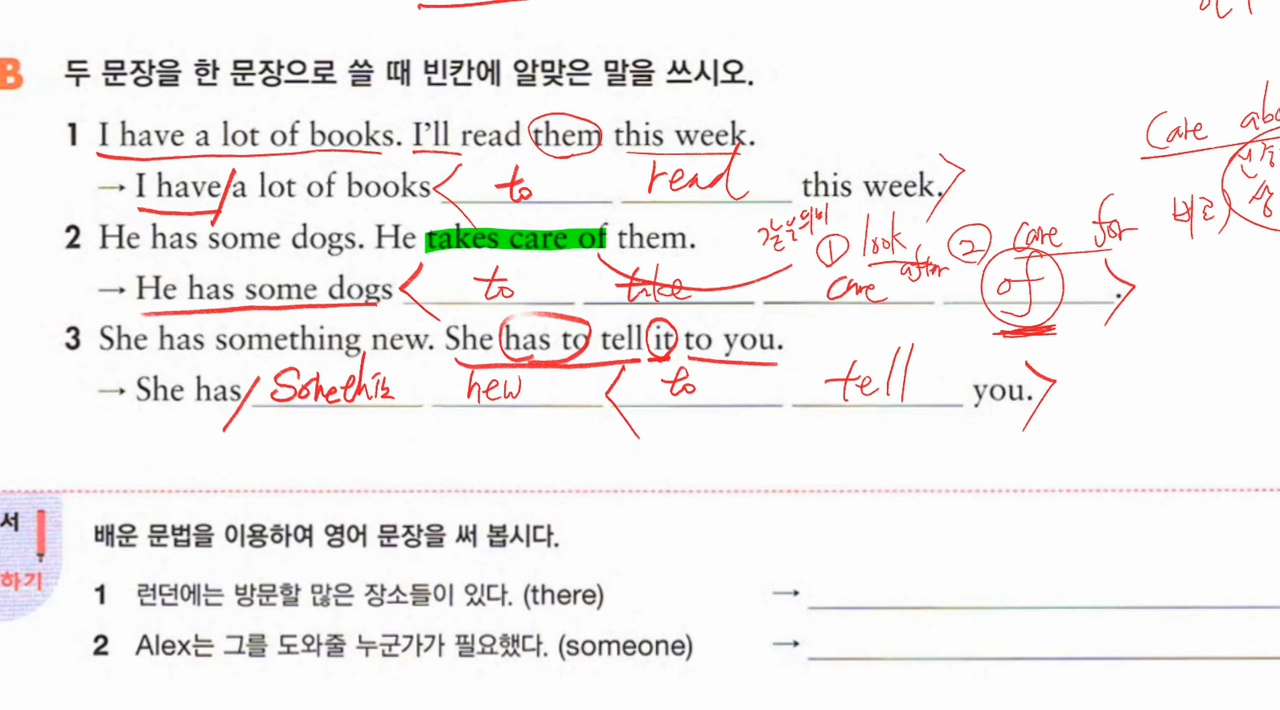 B 두 문장을 한 문장으로 쓸 때 빈칸에 알맞은 말을 쓰시오.
Care
1 I have a lot of books. I'll read them this week.
→ I have a lot of books to read this week.
2 He has some dogs. He takes care of them.
① look after ② care for
→ He has some dogs to take care of.
3 She has something new. She has to tell it to you.
→ She has new to tell you.
서
하기
배운 문법을 이용하여 영어 문장을 써 봅시다.
1 런던에는 방문할 많은 장소들이 있다. (there) →
2 Alex는 그를 도와줄 누군가가 필요했다. (someone) →